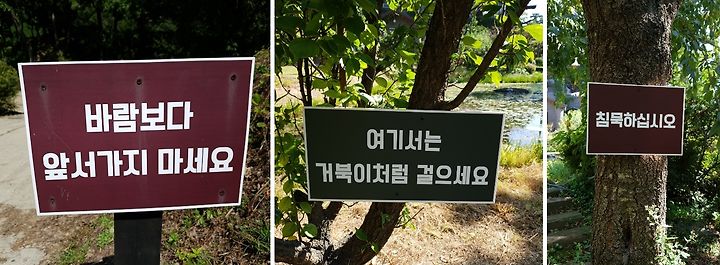 바람보다
앞서가지 마세요
여기서는
거북이처럼 걸으세요
침묵하십시오